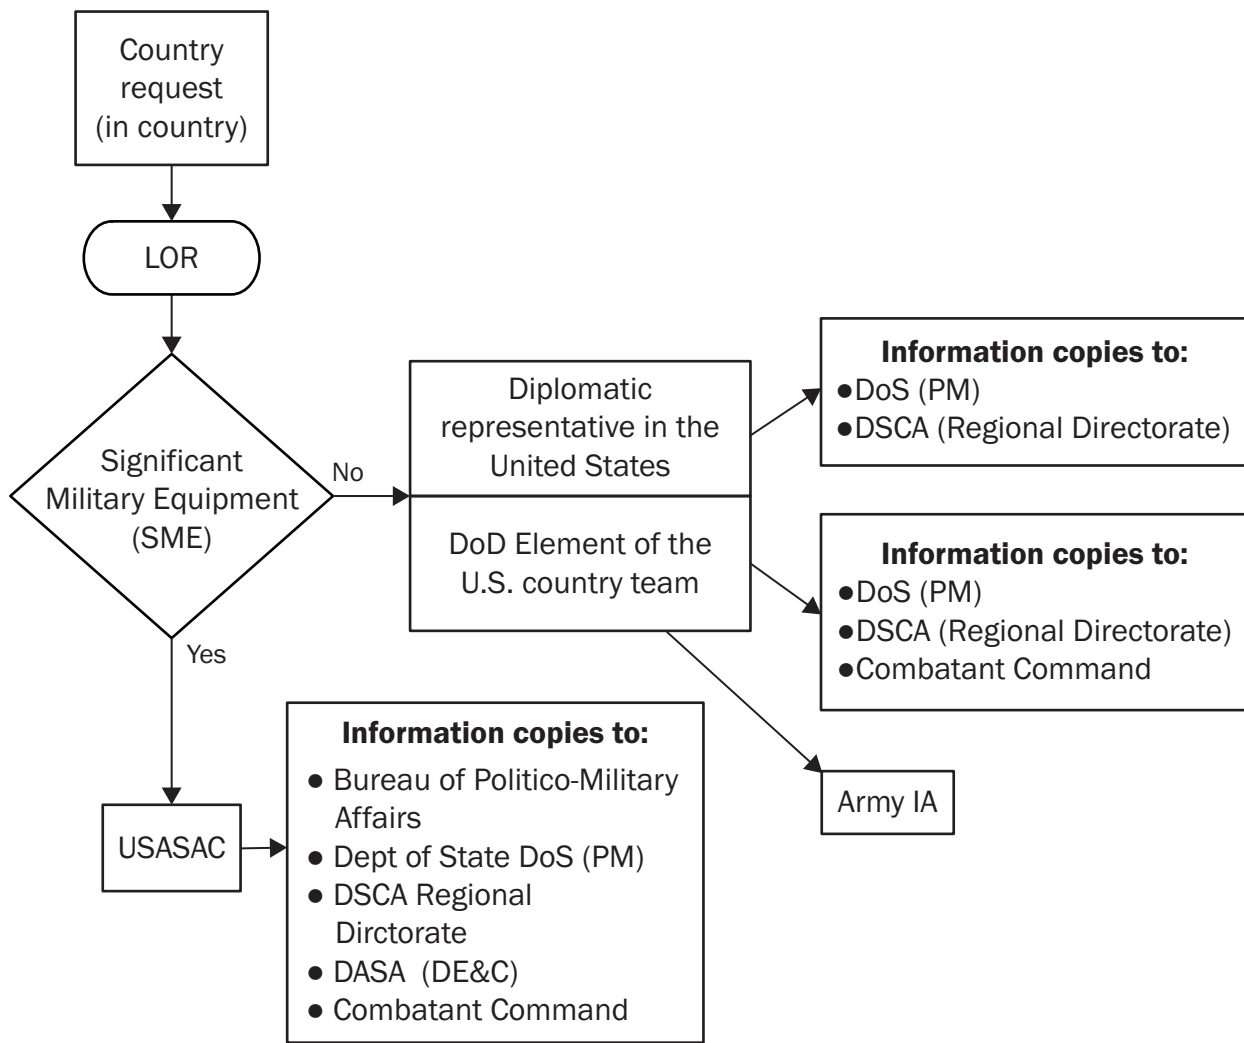 Country
request
(in country)
LOR
Significant
Military Equipment
(SME)
No
Yes
Diplomatic
representative in the
United States
DoD Element of the
U.S. country team
Information copies to:
●DoS (PM)
●DSCA (Regional Directorate)
Information copies to:
●DoS (PM)
●DSCA (Regional Directorate)
●Combatant Command
Army IA
USASAC
Information copies to:
● Bureau of Politico-Military
Affairs
● Dept of State DoS (PM)
● DSCA Regional
Dirctorate
● DASA (DE&C)
● Combatant Command